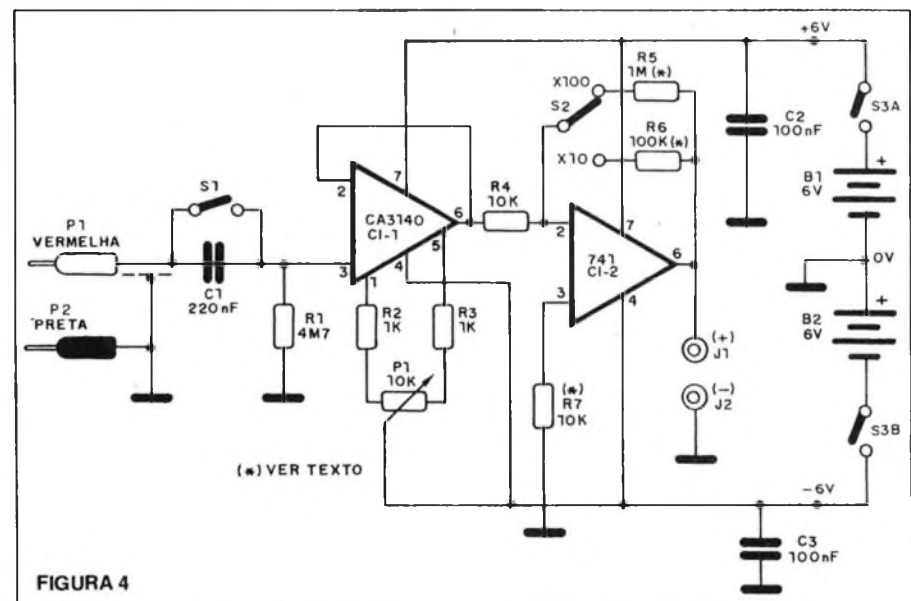 P1
VERMELHA
P2
PRETA
S1
C1
220nF
R1
4M7
2
3
7
CA3140
CI-1
6
5
4
1
R2
1K
R3
1K
P1
10K
(*) VER TEXTO
R4
10K
S2
X100
X10
R5
1M (*)
R6
100K (*)
2
3
7
741
CI-2
6
4
(*)
R7
10K
(+)
J1
(-)
J2
+6V
C2
100nF
S3A
+
B1
6V
0V
+
B2
6V
S3B
-6V
C3
100nF
FIGURA 4